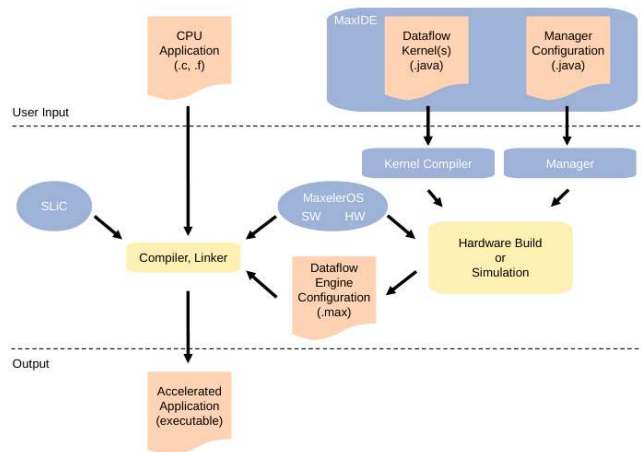 MaxIDE
CPU
Application
(.c, .f)
Dataflow
Kernel(s)
(.java)
Manager
Configuration
(.java)
User Input
Kernel Compiler
Manager
SLiC
MaxelerOS
SW HW
Compiler, Linker
Hardware Build
or
Simulation
Dataflow
Engine
Configuration
(.max)
Output
Accelerated
Application
(executable)